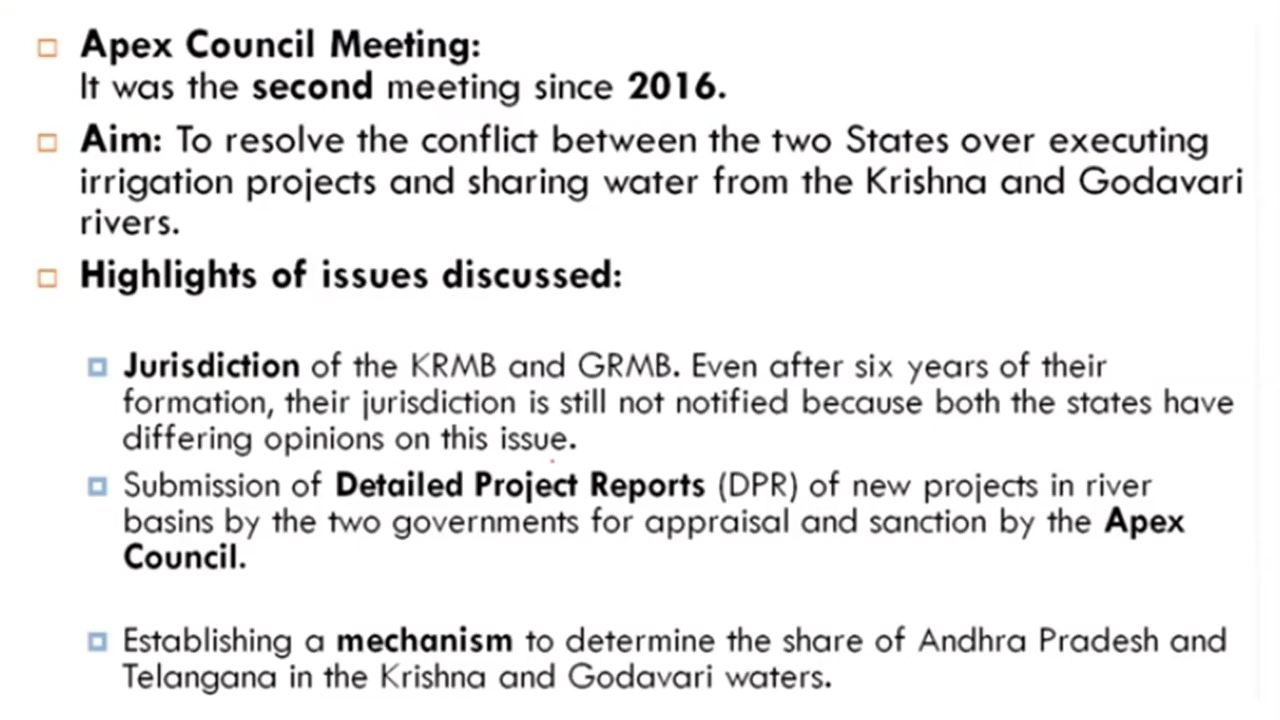 Apex Council Meeting:
It was the second meeting since 2016.
Aim: To resolve the conflict between the two States over executing
irrigation projects and sharing water from the Krishna and Godavari
rivers.
Highlights of issues discussed:
Jurisdiction of the KRMB and GRMB. Even after six years of their
formation, their jurisdiction is still not notified because both the states have
differing opinions on this issue.
Submission of Detailed Project Reports (DPR) of new projects in river
basins by the two governments for appraisal and sanction by the Apex
Council.
Establishing a mechanism to determine the share of Andhra Pradesh and
Telangana in the Krishna and Godavari waters.